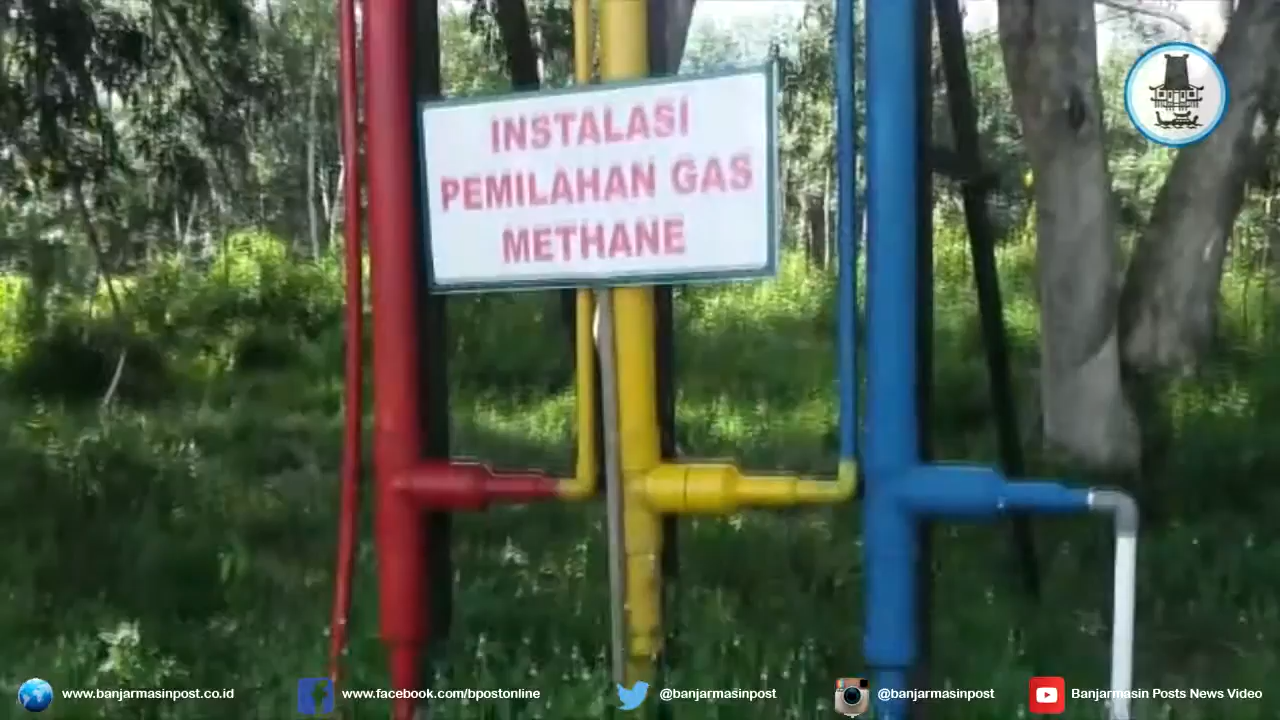 INSTALASI
PEMILAHAN GAS
METHANE
www.banjarmasinpost.co.id
www.facebook.com/bpostonline
@banjarmasinpost
@banjarmasinpost
Banjarmasin Posts News Video